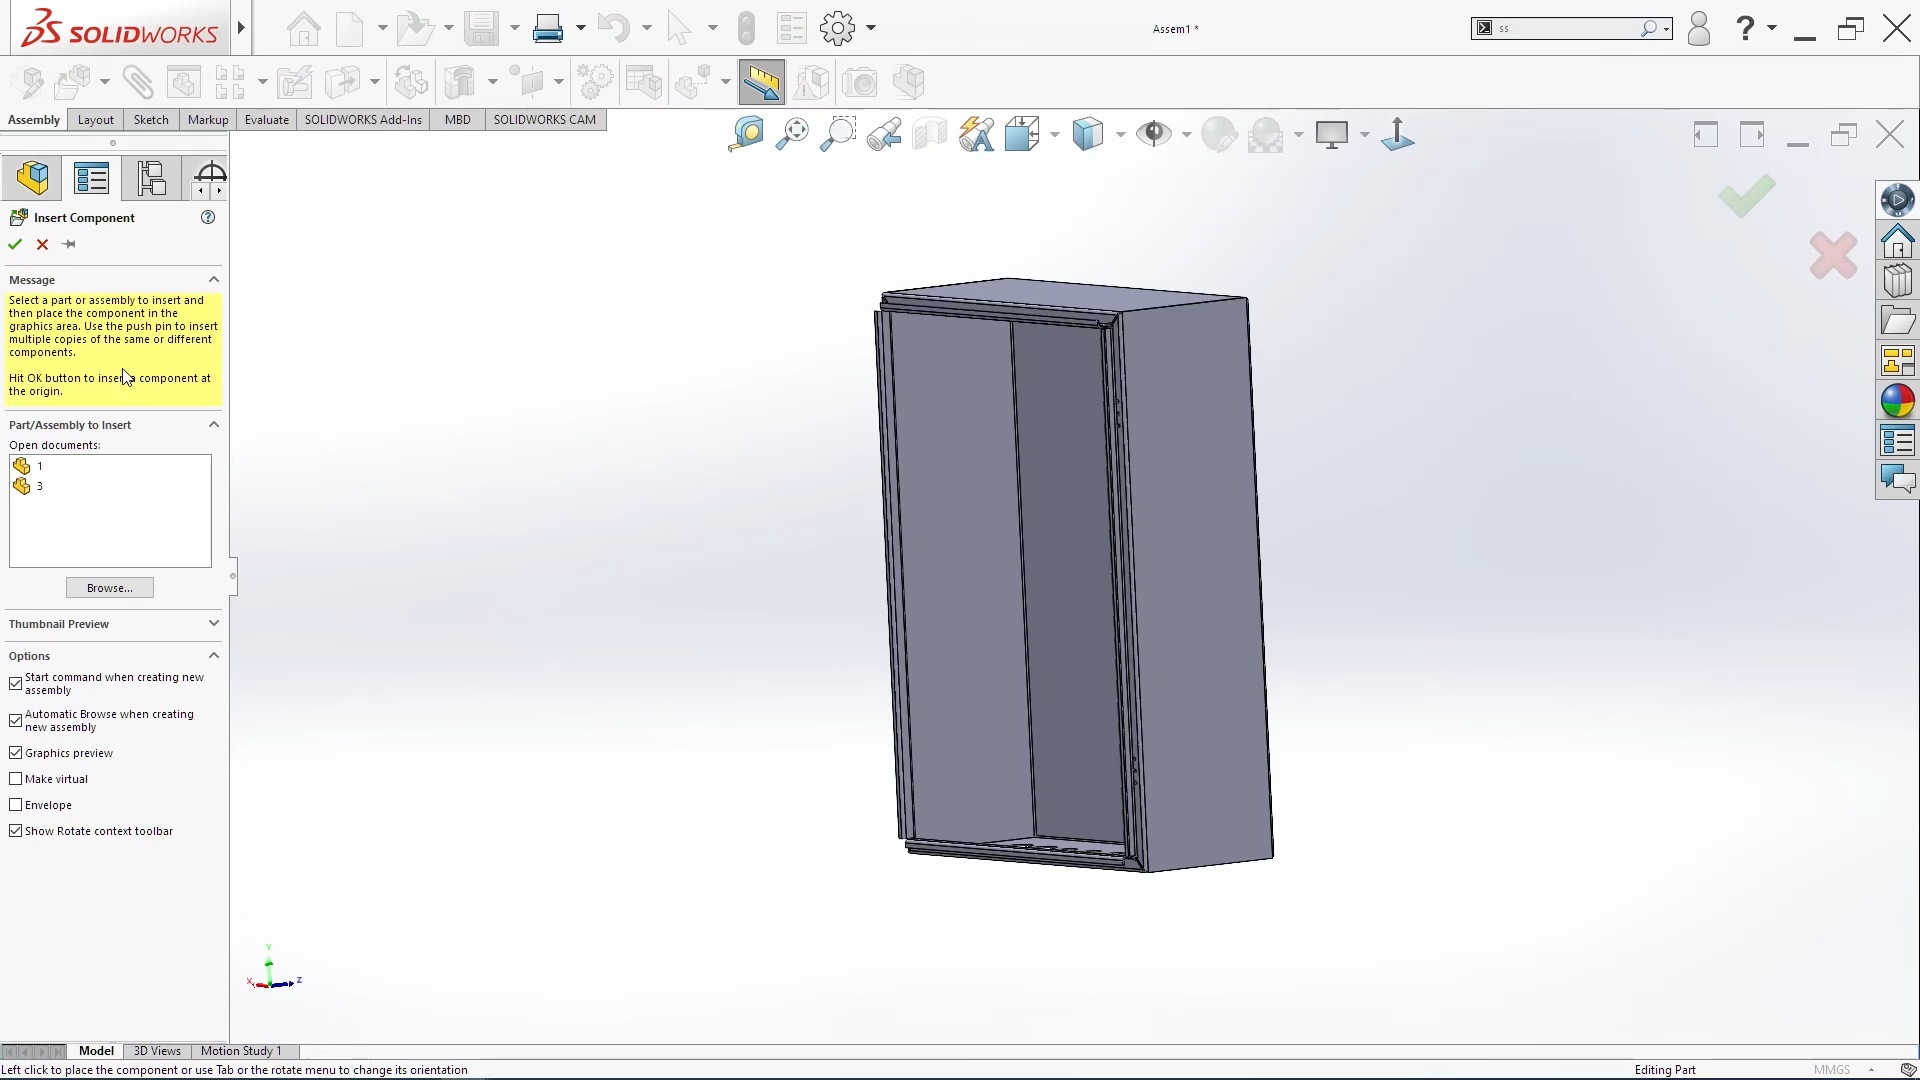 SOLIDWORKS
Assem1 *
ss
?
Assembly
Layout
Sketch
Markup
Evaluate
SOLIDWORKS Add-Ins
MBD
SOLIDWORKS CAM
Insert Component
?
Message
Select a part or assembly to insert and
then place the component in the
graphics area. Use the push pin to insert
multiple copies of the same or different
components.
Hit OK button to insert a component at
the origin.
Part/Assembly to Insert
Open documents:
1
3
Browse...
Thumbnail Preview
Options
Start command when creating new
assembly
Automatic Browse when creating
new assembly
Graphics preview
Make virtual
Envelope
Show Rotate context toolbar
Y
X
Z
Model
3D Views
Motion Study 1
Left click to place the component or use Tab or the rotate menu to change its orientation
Editing Part
MMGS